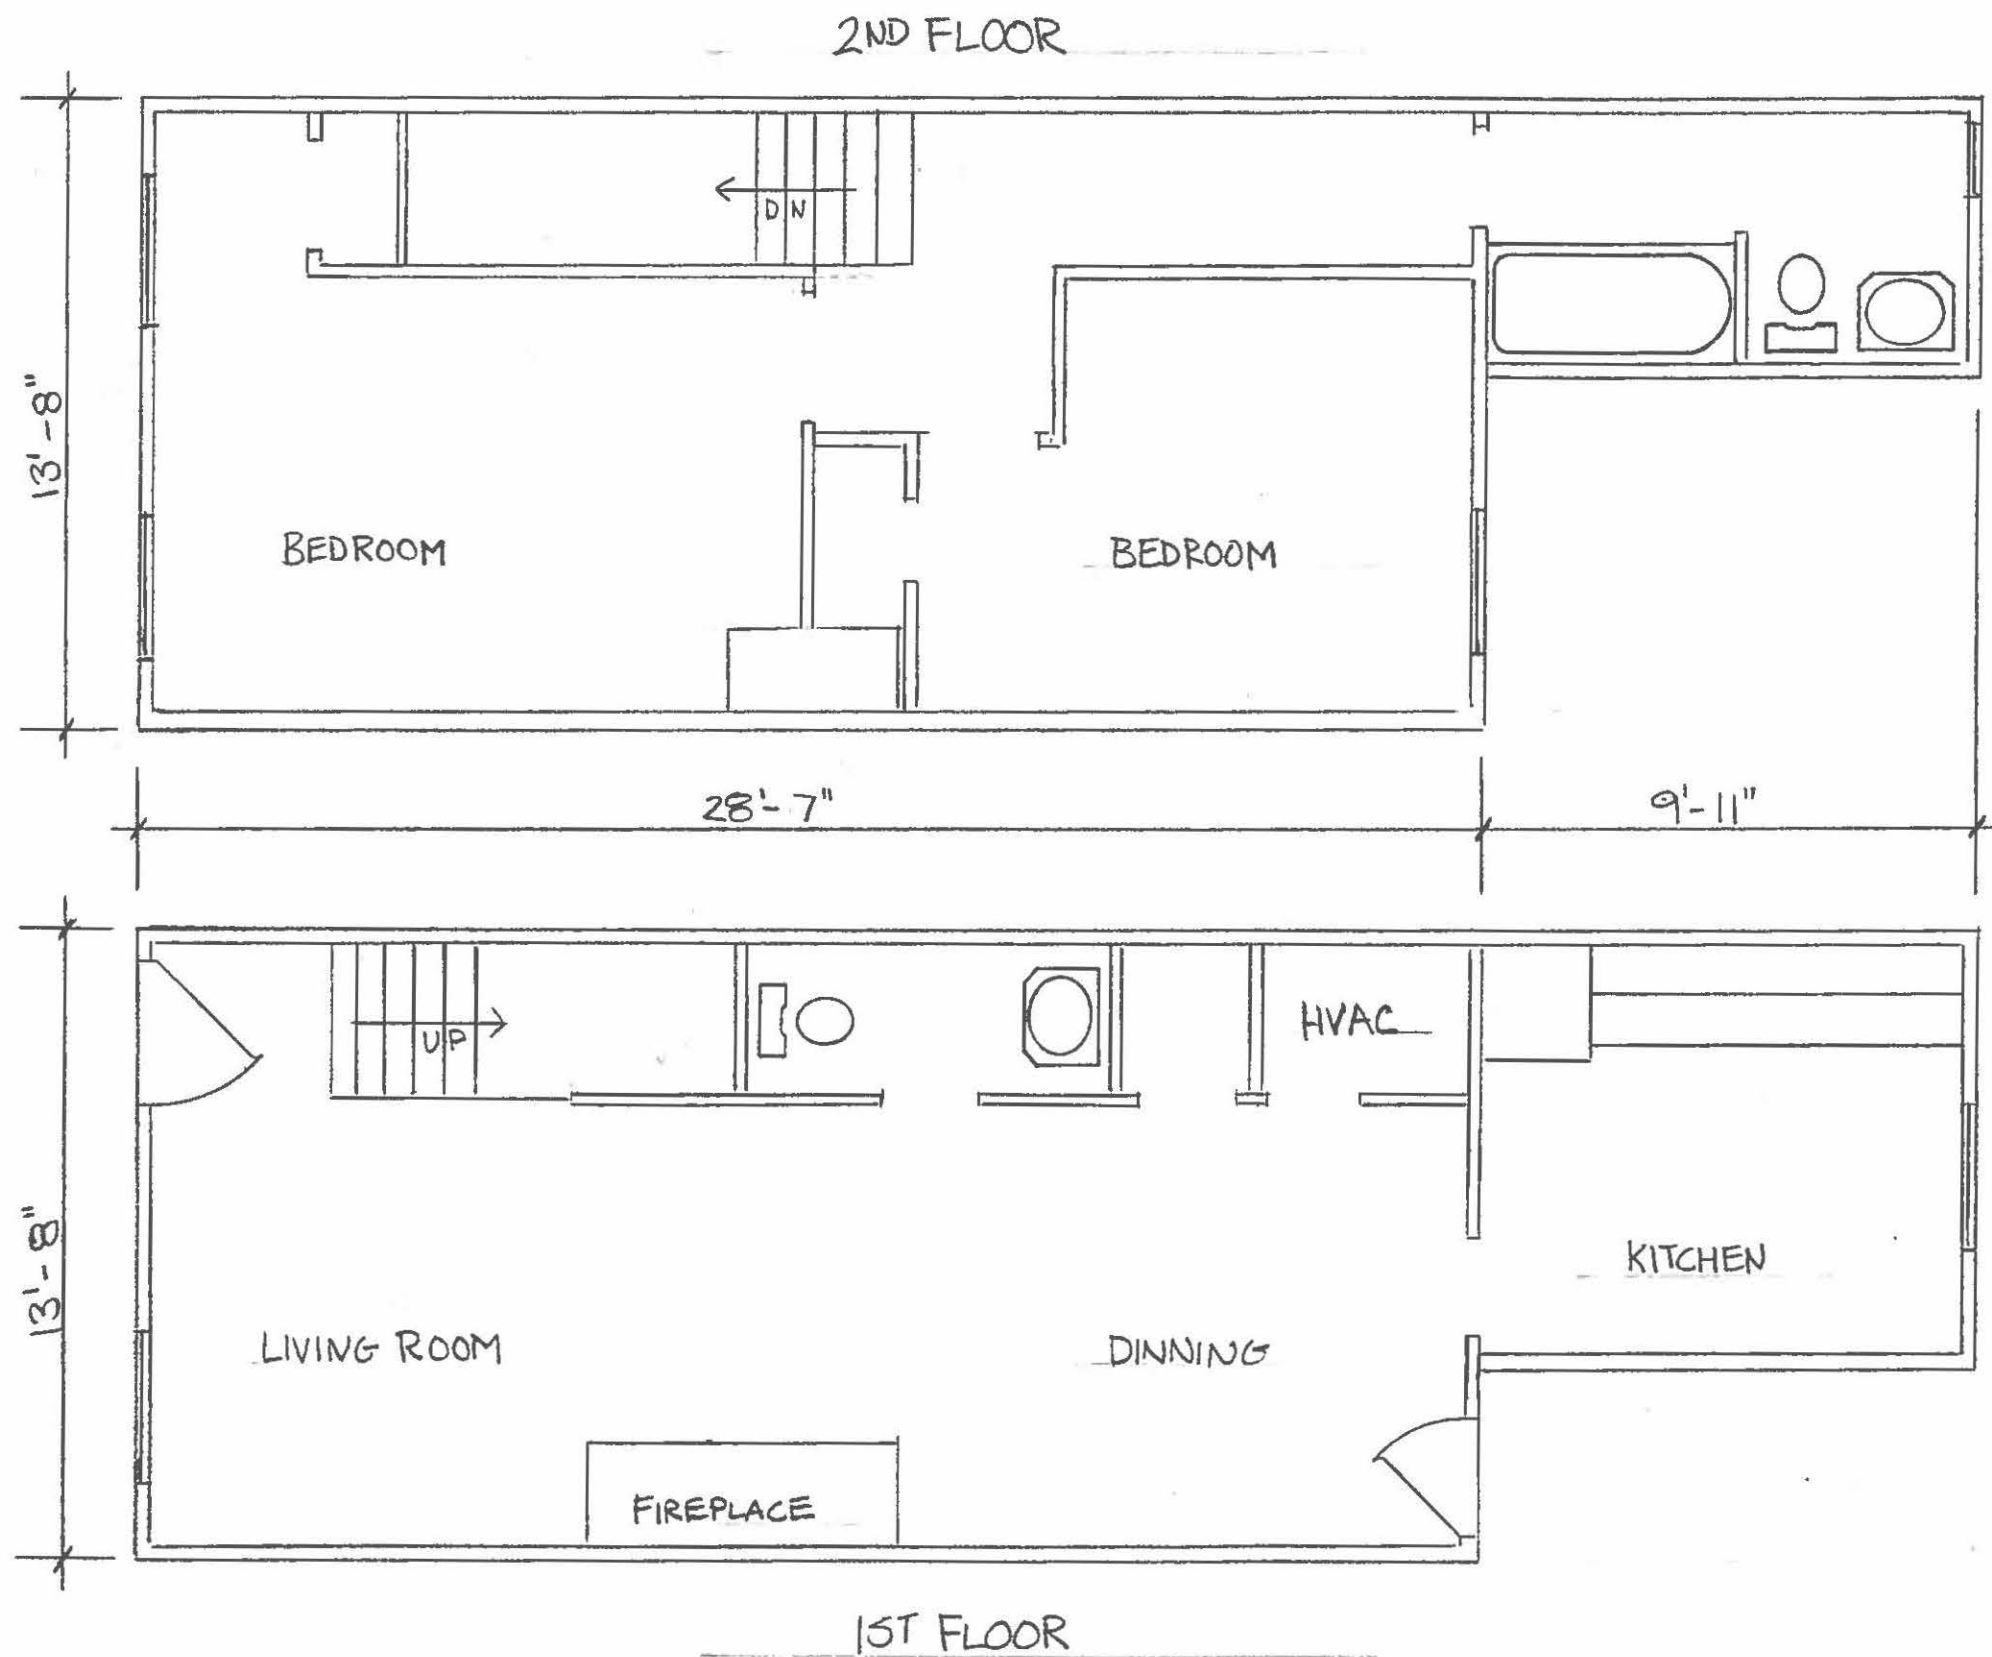 2ND FLOOR
DN
13'-8"
BEDROOM
BEDROOM
28'-7"
9'-11"
UP
HVAC
13'-8"
KITCHEN
LIVING ROOM
DINNING
FIREPLACE
1ST FLOOR